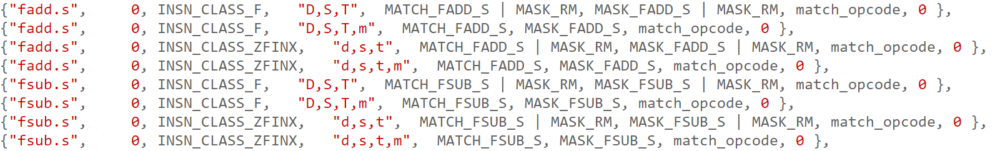 {"fadd.s", 0, INSN_CLASS_F, "D,S,T", MATCH_FADD_S | MASK_RM, MASK_FADD_S | MASK_RM, match_opcode, 0 },
{"fadd.s", 0, INSN_CLASS_F, "D,S,T,m", MATCH_FADD_S, MASK_FADD_S, match_opcode, 0 },
{"fadd.s", 0, INSN_CLASS_ZFINX, "d,s,t", MATCH_FADD_S | MASK_RM, MASK_FADD_S | MASK_RM, match_opcode, 0 },
{"fadd.s", 0, INSN_CLASS_ZFINX, "d,s,t,m", MATCH_FADD_S, MASK_FADD_S, match_opcode, 0 },
{"fsub.s", 0, INSN_CLASS_F, "D,S,T", MATCH_FSUB_S | MASK_RM, MASK_FSUB_S | MASK_RM, match_opcode, 0 },
{"fsub.s", 0, INSN_CLASS_F, "D,S,T,m", MATCH_FSUB_S, MASK_FSUB_S, match_opcode, 0 },
{"fsub.s", 0, INSN_CLASS_ZFINX, "d,s,t", MATCH_FSUB_S | MASK_RM, MASK_FSUB_S | MASK_RM, match_opcode, 0 },
{"fsub.s", 0, INSN_CLASS_ZFINX, "d,s,t,m", MATCH_FSUB_S, MASK_FSUB_S, match_opcode, 0 },